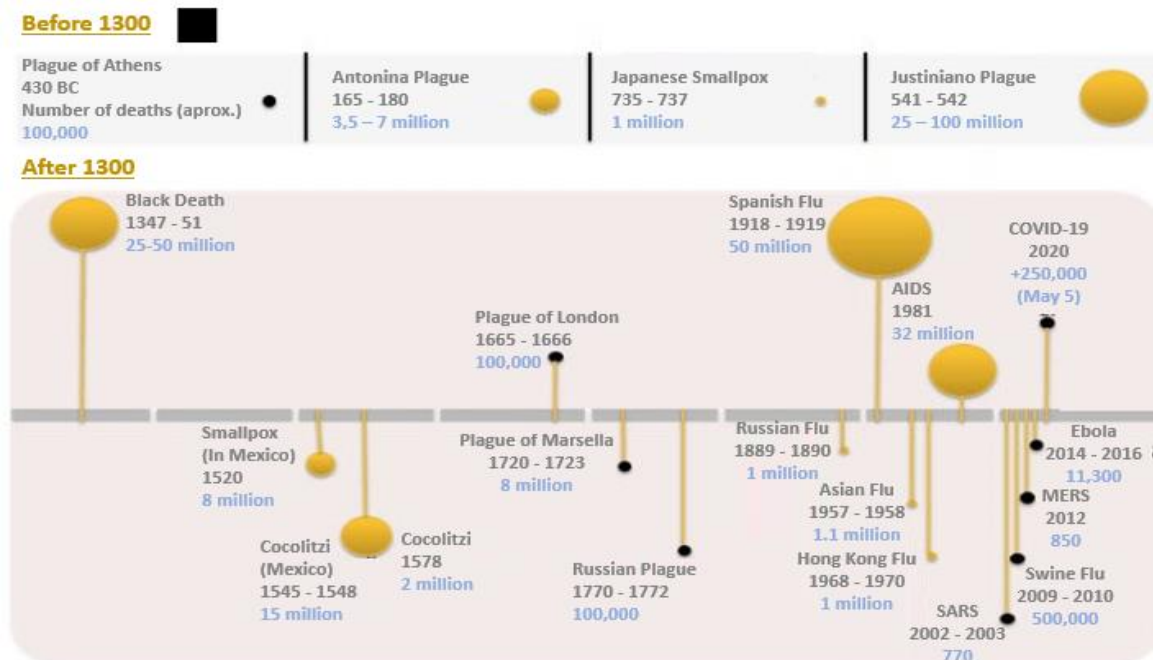 Before 1300
Plague of Athens
430 BC
Number of deaths (aprox.)
100,000
Antonina Plague
165 - 180
3,5 – 7 million
Japanese Smallpox
735 - 737
1 million
Justiniano Plague
541 - 542
25 – 100 million
After 1300
Black Death
1347 - 51
25-50 million
Spanish Flu
1918 - 1919
50 million
COVID-19
2020
+250,000
(May 5)
AIDS
1981
32 million
Plague of London
1665 - 1666
100,000
Smallpox
(In Mexico)
1520
8 million
Cocolitzi
(Mexico)
1545 - 1548
15 million
Cocolitzi
1578
2 million
Plague of Marsella
1720 - 1723
8 million
Russian Plague
1770 - 1772
100,000
Russian Flu
1889 - 1890
1 million
Asian Flu
1957 - 1958
1.1 million
Hong Kong Flu
1968 - 1970
1 million
SARS
2002 - 2003
770
Swine Flu
2009 - 2010
500,000
MERS
2012
850
Ebola
2014 - 2016
11,300